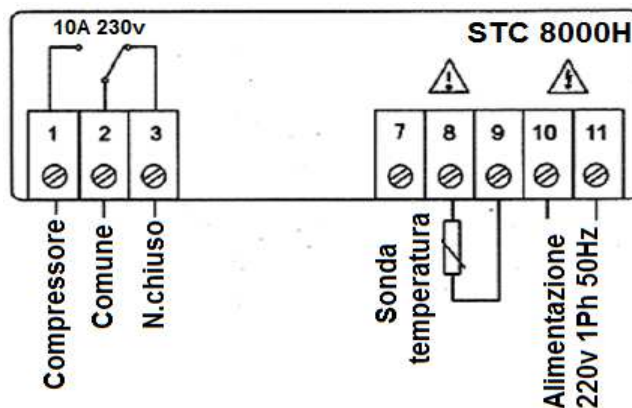 10A 230v
STC 8000H
1 2 3 7 8 9 10 11
Compressore
Comune
N.chiuso
Sonda
temperatura
Alimentazione
220v 1Ph 50Hz